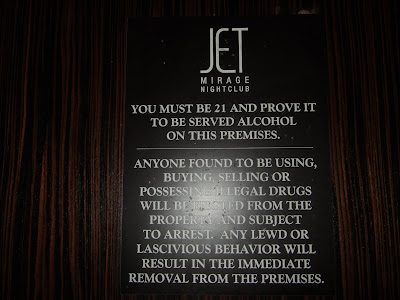 JET
MIRAGE
NIGHTCLUB
YOU MUST BE 21 AND PROVE IT
TO BE SERVED ALCOHOL
ON THIS PREMISES.
ANYONE FOUND TO BE USING,
BUYING, SELLING OR
POSSESSING ILLEGAL DRUGS
WILL BE FROM THE
PROPERTY AND SUBJECT
TO ARREST. ANY LEWD OR
LASCIVIOUS BEHAVIOR WILL
RESULT IN THE IMMEDIATE
REMOVAL FROM THE PREMISES.